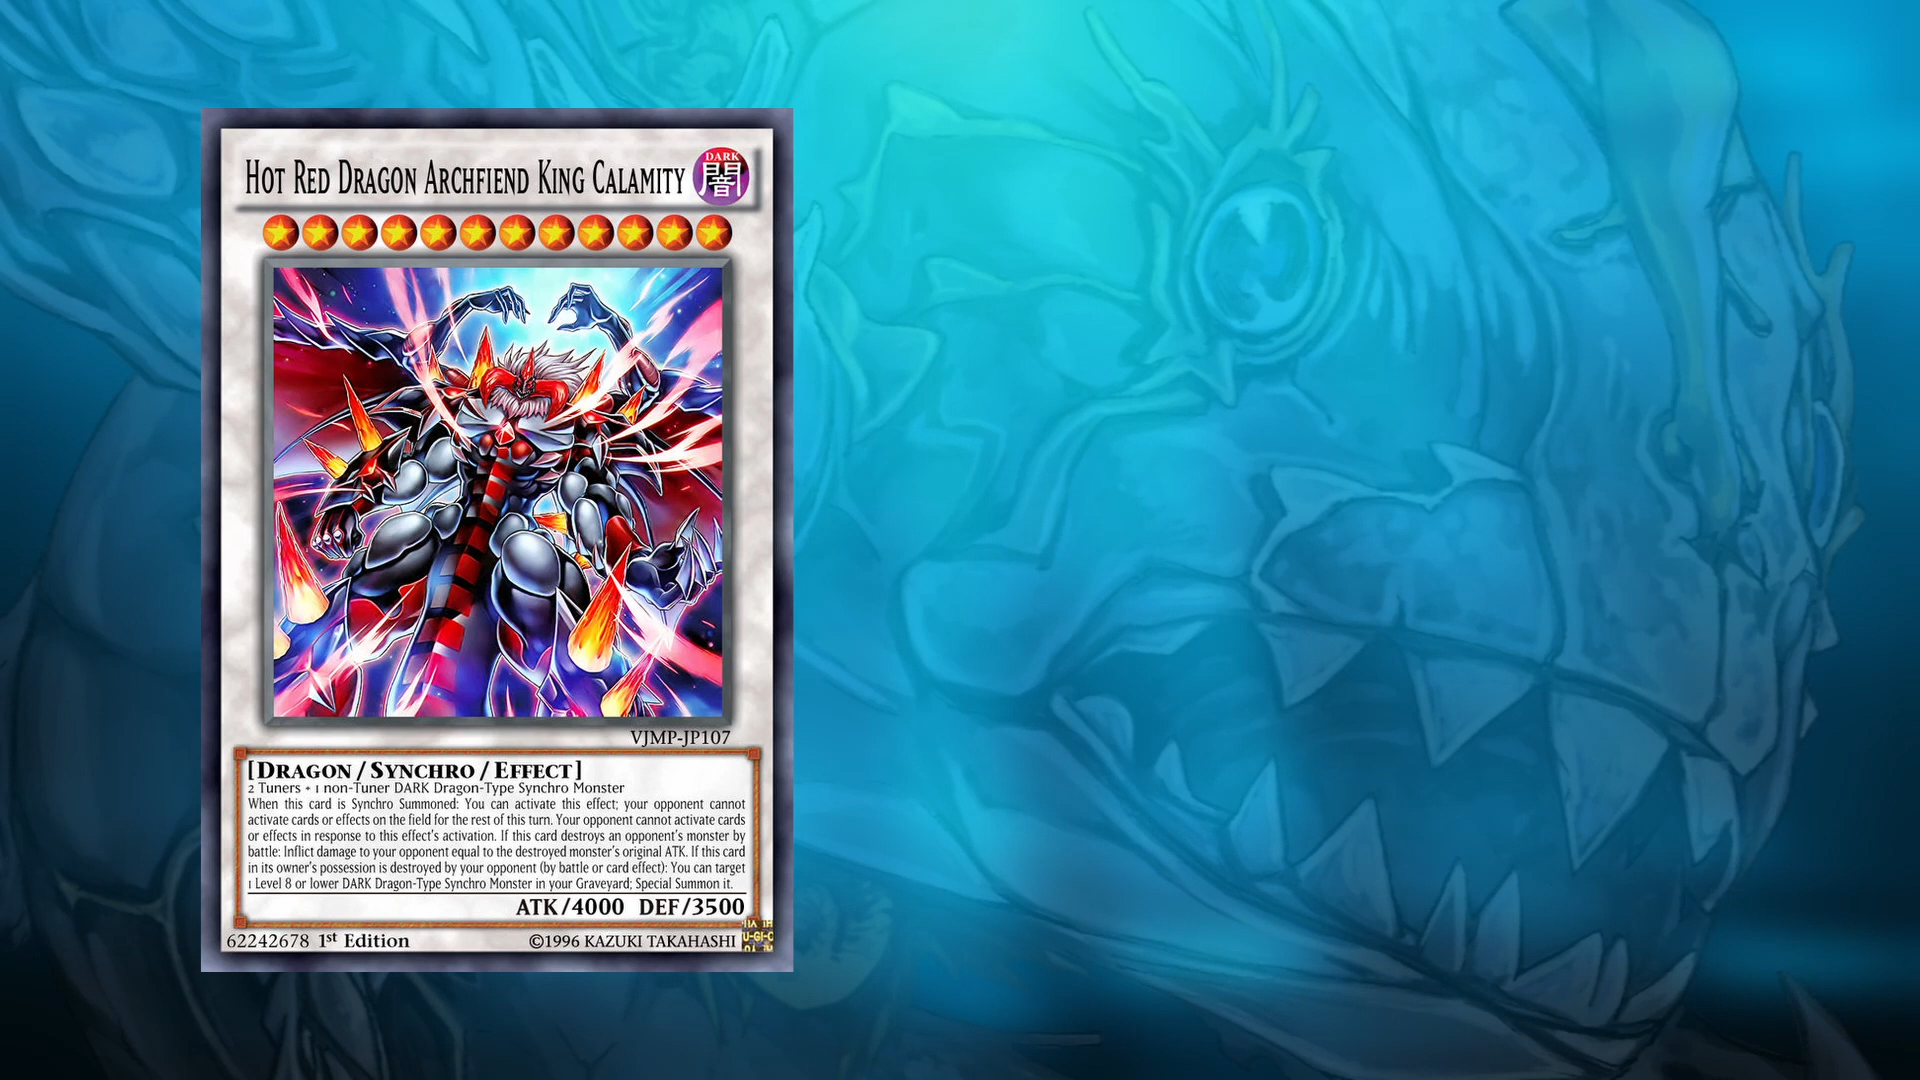 HOT RED DRAGON ARCHFIEND KING CALAMITY
DARK
闇
VJMP-JP107
[DRAGON / SYNCHRO / EFFECT]
2 Tuners + 1 non-Tuner DARK Dragon-Type Synchro Monster
When this card is Synchro Summoned: You can activate this effect; your opponent cannot
activate cards or effects on the field for the rest of this turn. Your opponent cannot activate cards
or effects in response to this effect's activation. If this card destroys an opponent's monster by
battle: Inflict damage to your opponent equal to the destroyed monster's original ATK. If this card
in its owner's possession is destroyed by your opponent (by battle or card effect): You can target
1 Level 8 or lower DARK Dragon-Type Synchro Monster in your Graveyard; Special Summon it.
ATK/4000 DEF/3500
62242678 1st Edition
©1996 KAZUKI TAKAHASHI